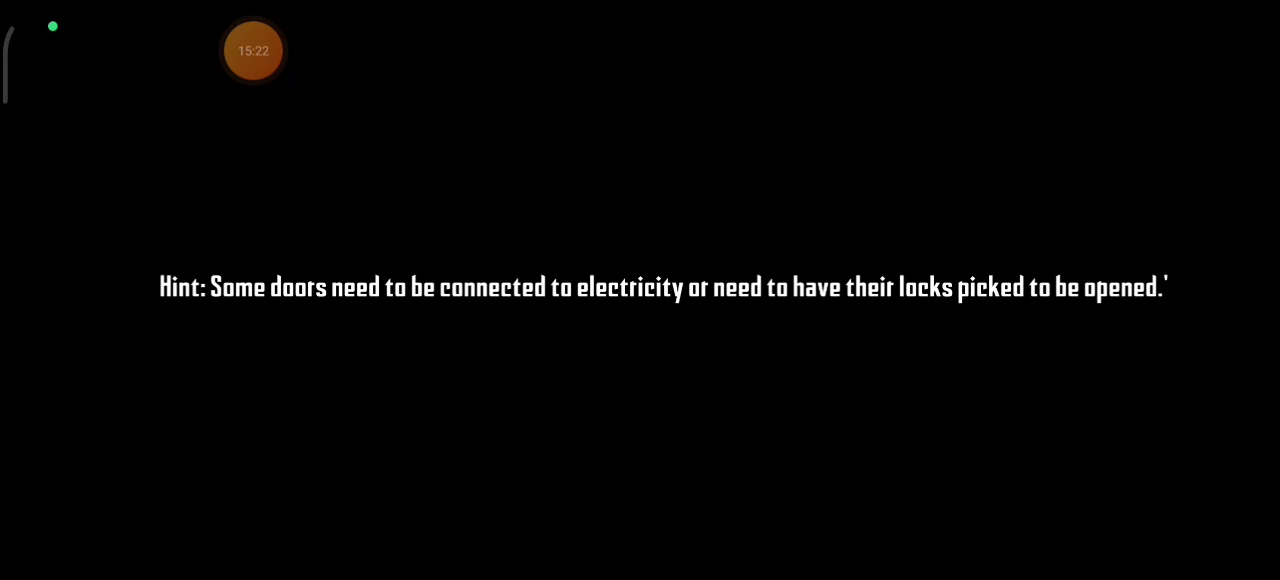 15:22
Hint: Some doors need to be connected to electricity or need to have their locks picked to be opened.'